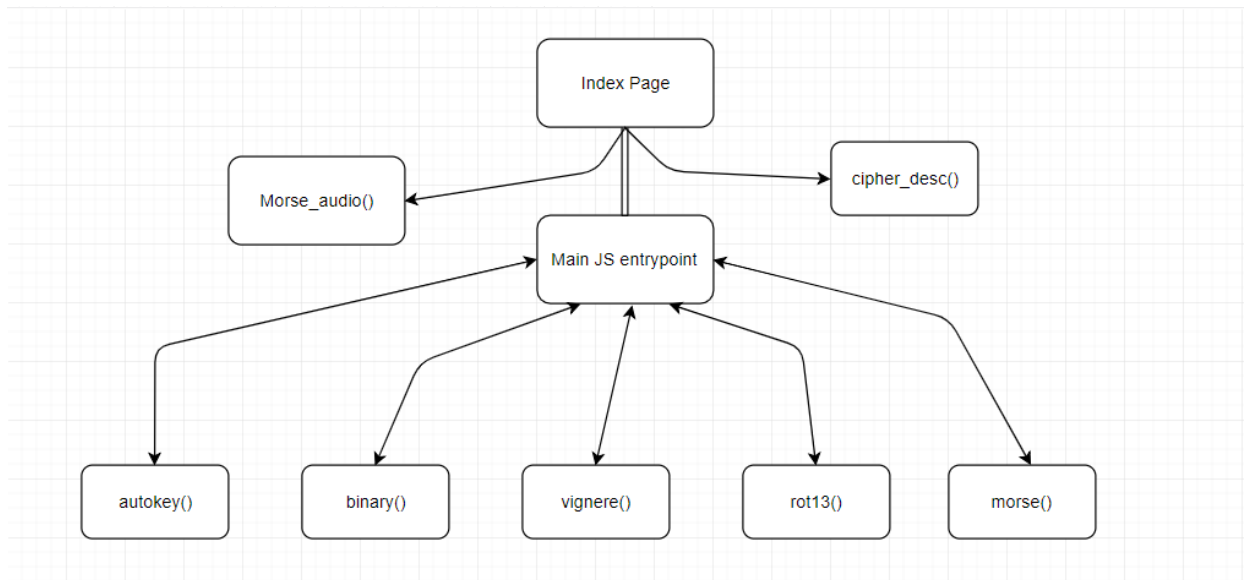 Index Page
Morse_audio()
cipher_desc()
Main JS entrypoint
autokey()
binary()
vignere()
rot13()
morse()